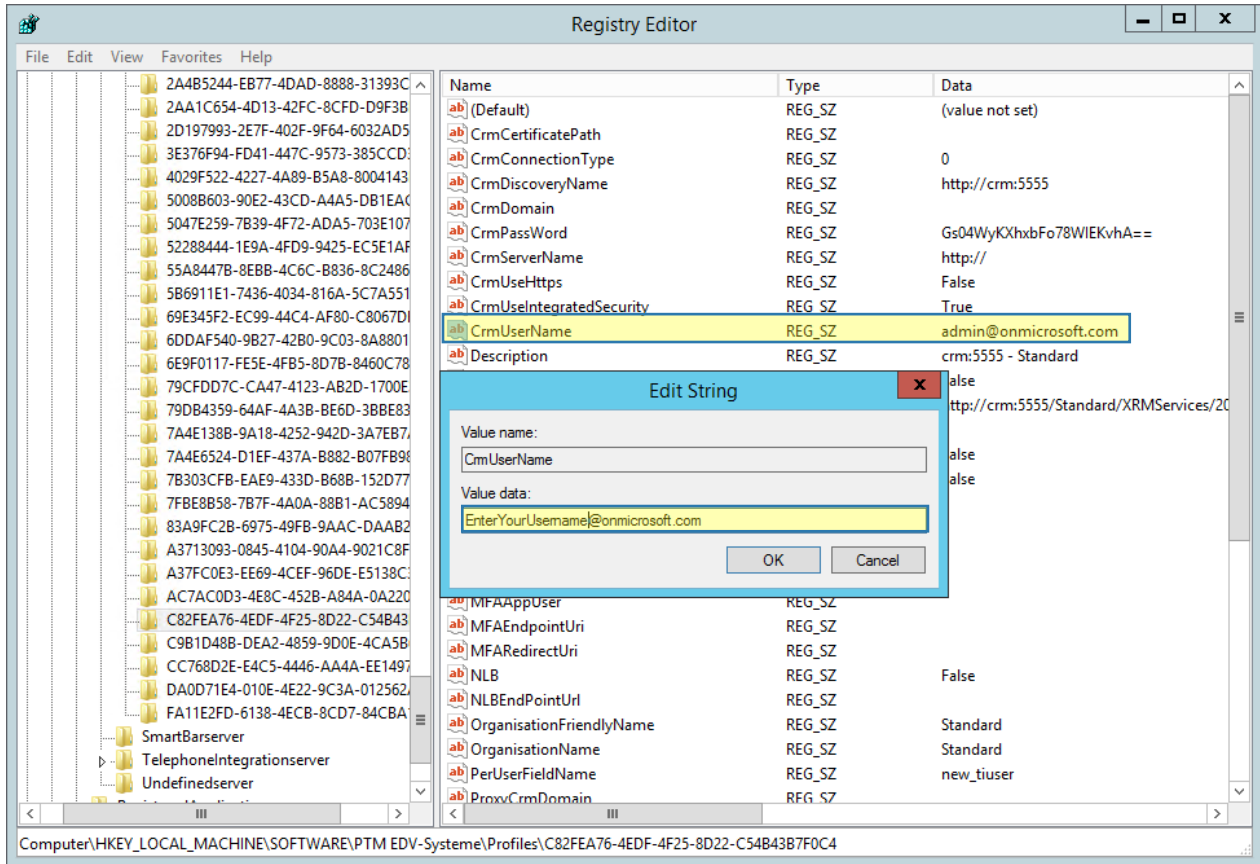 Registry Editor
File Edit View Favorites Help
2A4B5244-EB77-4DAD-8888-31393C
2AA1C654-4D13-42FC-8CFD-D9F3B
2D197993-2E7F-402F-9F64-6032AD5
3E376F94-FD41-447C-9573-385CCD
4029F522-4227-4A89-B5A8-8004143
5008B603-90E2-43CD-A4A5-DB1EA
5047E259-7B39-4F72-ADA5-703E107
52288444-1E9A-4FD9-9425-EC5E1AF
55A8447B-8EBB-4C6C-B836-8C2486
5B6911E1-7436-4034-816A-5C7A551
69E345F2-EC99-44C4-AF80-C8067D
6DDAF540-9B27-42B0-9C03-8A8801
6E9F0117-FE5E-4FB5-8D7B-8460C78
79CFDD7C-CA47-4123-AB2D-1700E
79DB4359-64AF-4A3B-BE6D-3BBE83
7A4E138B-9A18-4252-942D-3A7EB7
7A4E6524-D1EF-437A-B882-B07FB98
7B303CFB-EAE9-433D-B68B-152D77
7FBE8B58-7B7F-4A0A-88B1-AC5894
83A9FC2B-6975-49FB-9AAC-DAAB2
A3713093-0845-4104-90A4-9021C8F
A37FC0E3-EE69-4CEF-96DE-E5138C
AC7AC0D3-4E8C-452B-A84A-0A220
C82FEA76-4EDF-4F25-8D22-C54B43
C9B1D48B-DEA2-4859-9D0E-4CA5B
CC768D2E-E4C5-4446-AA4A-EE1497
DA0D71E4-010E-4E22-9C3A-012562
FA11E2FD-6138-4ECB-8CD7-84CBA
SmartBarserver
TelephoneIntegrationserver
Undefinedserver
Name Type Data
(Default) REG_SZ (value not set)
CrmCertificatePath REG_SZ
CrmConnectionType REG_SZ 0
CrmDiscoveryName REG_SZ http://crm:5555
CrmDomain REG_SZ
CrmPassWord REG_SZ Gs04WyKXhxbFo78WIEKvhA==
CrmServerName REG_SZ http://
CrmUseHttps REG_SZ False
CrmUseIntegratedSecurity REG_SZ True
CrmUserName REG_SZ admin@onmicrosoft.com
Description REG_SZ crm:5555 - Standard
alse
ttp://crm:5555/Standard/XRMServices/20
alse
alse
Edit String
Value name:
CrmUserName
Value data:
EnterYourUsername@onmicrosoft.com
OK Cancel
MFAAppUser REG_SZ
MFAEndpointUri REG_SZ
MFARedirectUri REG_SZ
NLB REG_SZ False
NLBEndPointUrl REG_SZ
OrganisationFriendlyName REG_SZ Standard
OrganisationName REG_SZ Standard
PerUserFieldName REG_SZ new_tiuser
ProxyCrmDomain REG_SZ
Computer\HKEY_LOCAL_MACHINE\SOFTWARE\PTM EDV-Systeme\Profiles\C82FEA76-4EDF-4F25-8D22-C54B43B7F0C4